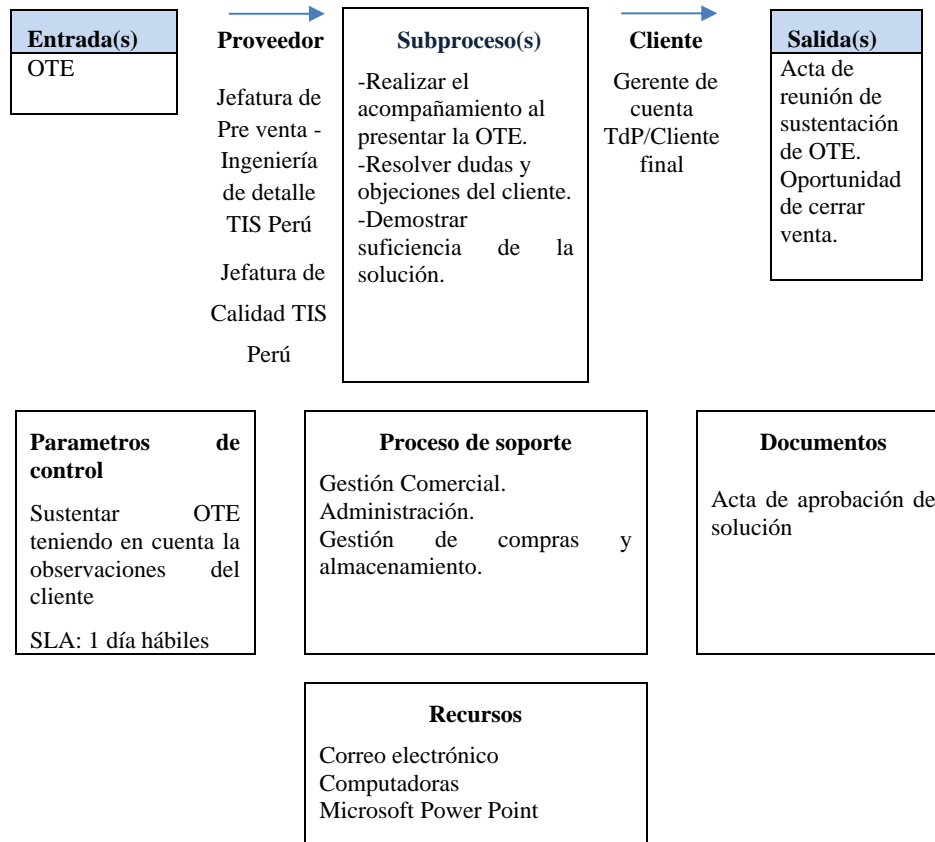 Entrada(s)
OTE
Proveedor
Jefatura de
Pre venta -
Ingeniería
de detalle
TIS Perú
Jefatura de
Calidad TIS
Perú
Subproceso(s)
-Realizar el
acompañamiento al
presentar la OTE.
-Resolver dudas y
objeciones del cliente.
-Demostrar
suficiencia de la
solución.
Cliente
Gerente de
cuenta
TdP/Cliente
final
Salida(s)
Acta de
reunión de
sustentación
de OTE.
Oportunidad
de cerrar
venta.
Parametros de
control
Sustentar OTE
teniendo en cuenta la
observaciones del
cliente
SLA: 1 día hábiles
Proceso de soporte
Gestión Comercial.
Administración.
Gestión de compras y
almacenamiento.
Documentos
Acta de aprobación de
solución
Recursos
Correo electrónico
Computadoras
Microsoft Power Point